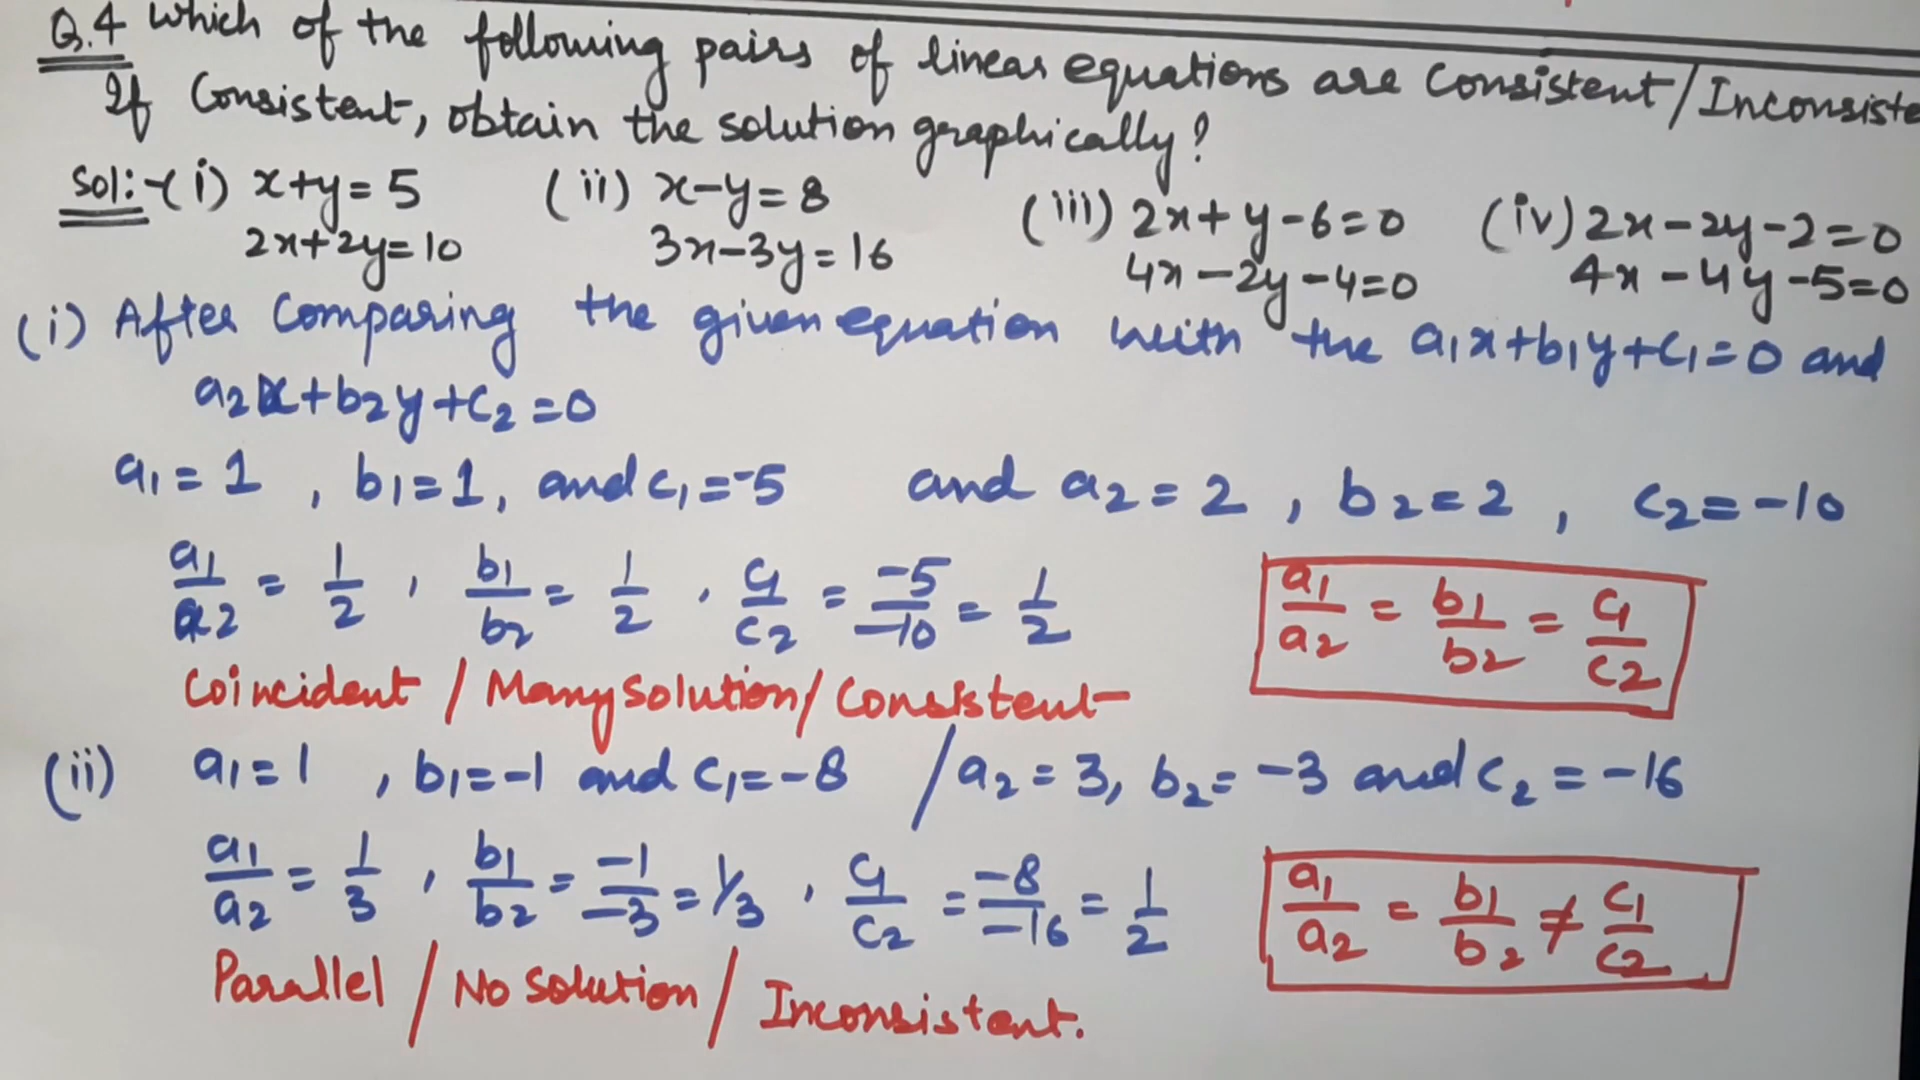 Q.4 Which of the following pairs of linear equations are Consistent/Inconsiste
If Consistent, obtain the solution graphically?
Sol:-(i) x+y=5 (ii) x-y=8 (iii) 2x+y-6=0 (iv) 2x-2y-2=0
2x+2y=10 3x-3y=16 4x-2y-4=0 4x-4y-5=0
(i) After Comparing the given equation with the a1x+b1y+c1=0 and
a2x+b2y+c2=0
a1=1, b1=1, and c1=-5 and a2=2, b2=2, c2=-10
a1/a2 = 1/2, b1/b2 = 1/2, c1/c2 = -5/-10 = 1/2 a1/a2 = b1/b2 = c1/c2
Coincident / Many solution / Consistent
(ii) a1=1, b1=-1 and c1=-8 / a2=3, b2=-3 and c2=-16
a1/a2 = 1/3, b1/b2 = -1/-3 = 1/3, c1/c2 = -8/-16 = 1/2 a1/a2 = b1/b2 ≠ c1/c2
Parallel / No Solution / Inconsistent.